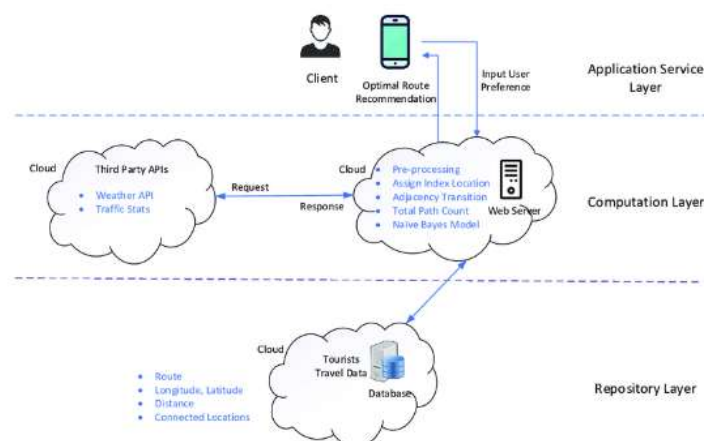 Client
Optimal Route
Recommendation
Input User
Preference
Application Service
Layer
Cloud
Third Party APIs
Weather API
Traffic Stats
Request
Response
Cloud
Pre-processing
Assign Index Location
Adjacency Transition
Total Path Count
Naïve Bayes Model
Web Server
Computation Layer
Cloud
Tourists
Travel Data
Database
Route
Longitude, Latitude
Distance
Connected Locations
Repository Layer